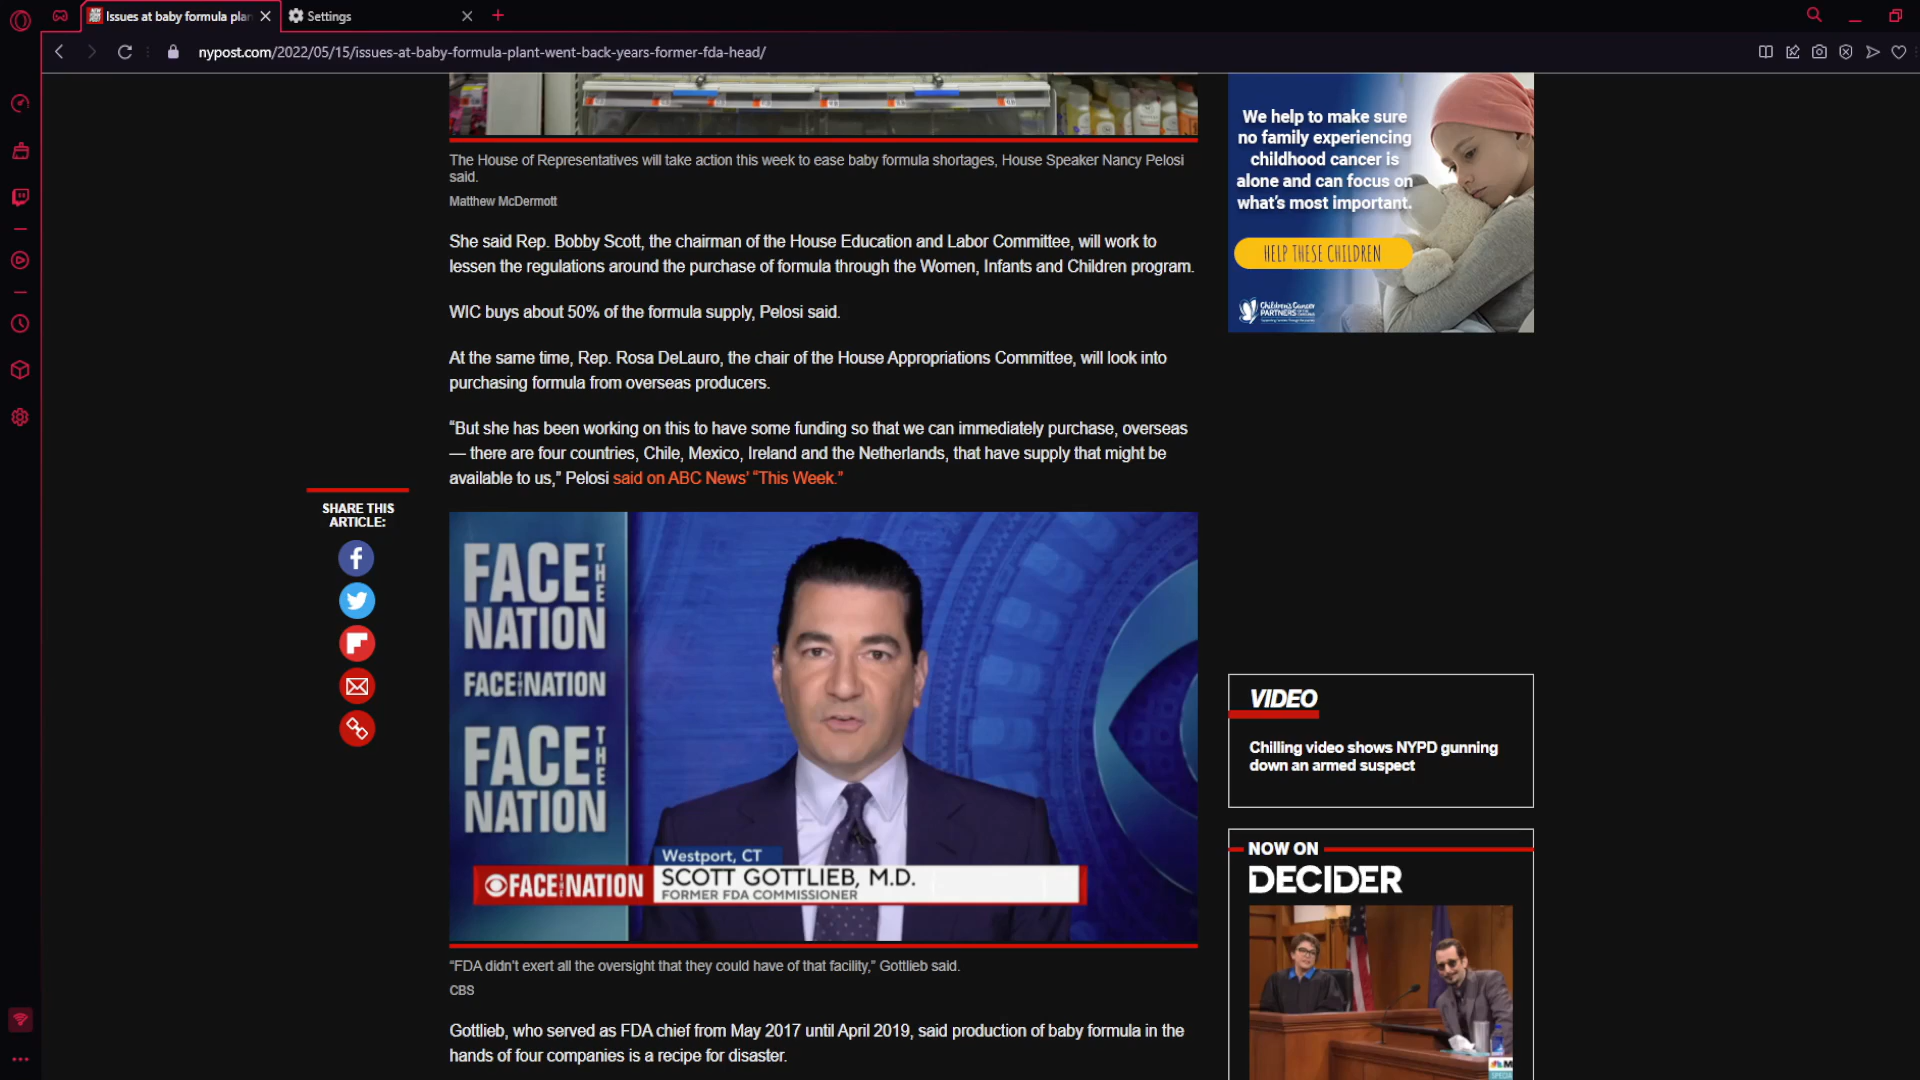 Issues at baby formula plan
Settings
nypost.com/2022/05/15/issues-at-baby-formula-plant-went-back-years-former-fda-head/
The House of Representatives will take action this week to ease baby formula shortages, House Speaker Nancy Pelosi
said.
Matthew McDermott
She said Rep. Bobby Scott, the chairman of the House Education and Labor Committee, will work to
lessen the regulations around the purchase of formula through the Women, Infants and Children program.
WIC buys about 50% of the formula supply, Pelosi said.
At the same time, Rep. Rosa DeLauro, the chair of the House Appropriations Committee, will look into
purchasing formula from overseas producers.
“But she has been working on this to have some funding so that we can immediately purchase, overseas
— there are four countries, Chile, Mexico, Ireland and the Netherlands, that have supply that might be
available to us,” Pelosi said on ABC News’ “This Week.”
SHARE THIS
ARTICLE:
FACE THE
NATION
FACE THE NATION
FACE THE
NATION
Westport, CT
FACE THE NATION
SCOTT GOTTLIEB, M.D.
FORMER FDA COMMISSIONER
“FDA didn’t exert all the oversight that they could have of that facility,” Gottlieb said.
CBS
Gottlieb, who served as FDA chief from May 2017 until April 2019, said production of baby formula in the
hands of four companies is a recipe for disaster.
We help to make sure
no family experiencing
childhood cancer is
alone and can focus on
what's most important.
HELP THESE CHILDREN
Children's Cancer
PARTNERS
VIDEO
Chilling video shows NYPD gunning
down an armed suspect
NOW ON
DECIDER